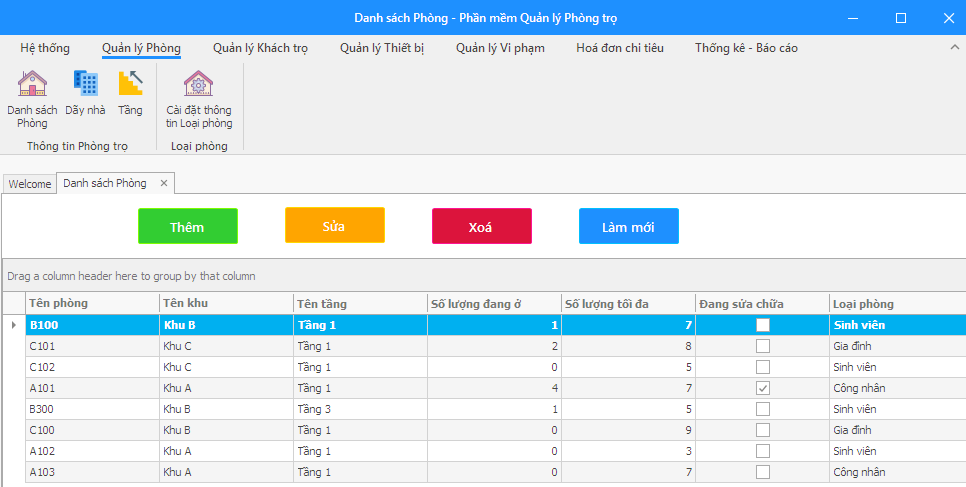 Danh sách Phòng - Phần mềm Quản lý Phòng trọ
Hệ thống Quản lý Phòng Quản lý Khách trọ Quản lý Thiết bị Quản lý Vi phạm Hoá đơn chi tiêu Thống kê - Báo cáo
Danh sách Phòng Dãy nhà Tầng Cài đặt thông tin Loại phòng
Thông tin Phòng trọ Loại phòng
Welcome Danh sách Phòng
Thêm Sửa Xoá Làm mới
Drag a column header here to group by that column
Tên phòng Tên khu Tên tầng Số lượng đang ở Số lượng tối đa Đang sửa chữa Loại phòng
B100 Khu B Tầng 1 1 7 Sinh viên
C101 Khu C Tầng 1 2 8 Gia đình
C102 Khu C Tầng 1 0 5 Sinh viên
A101 Khu A Tầng 1 4 7 Công nhân
B300 Khu B Tầng 3 1 5 Sinh viên
C100 Khu B Tầng 1 0 9 Gia đình
A102 Khu A Tầng 1 0 3 Sinh viên
A103 Khu A Tầng 1 0 7 Công nhân